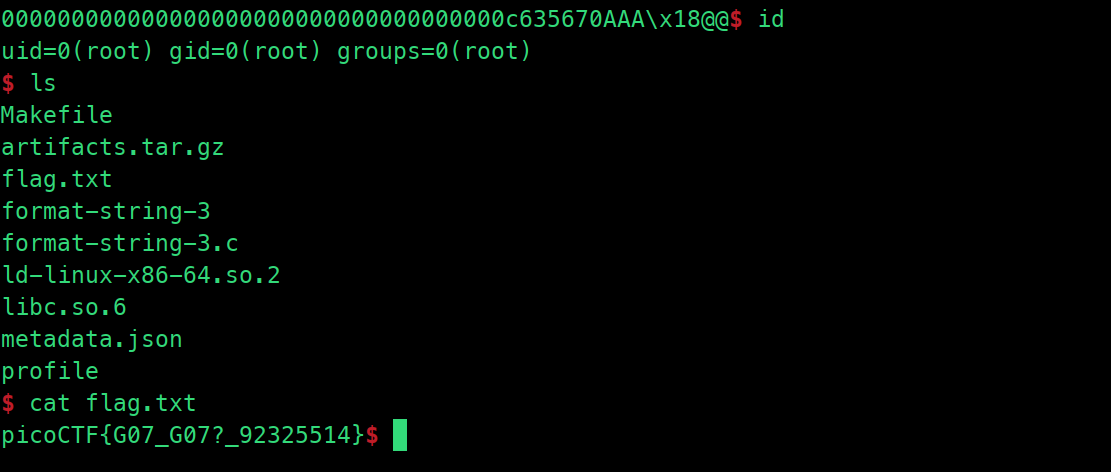 000000000000000000000000000000000000c635670AAA\x18@@$ id
uid=0(root) gid=0(root) groups=0(root)
$ ls
Makefile
artifacts.tar.gz
flag.txt
format-string-3
format-string-3.c
ld-linux-x86-64.so.2
libc.so.6
metadata.json
profile
$ cat flag.txt
picoCTF{G07_G07?_92325514}$